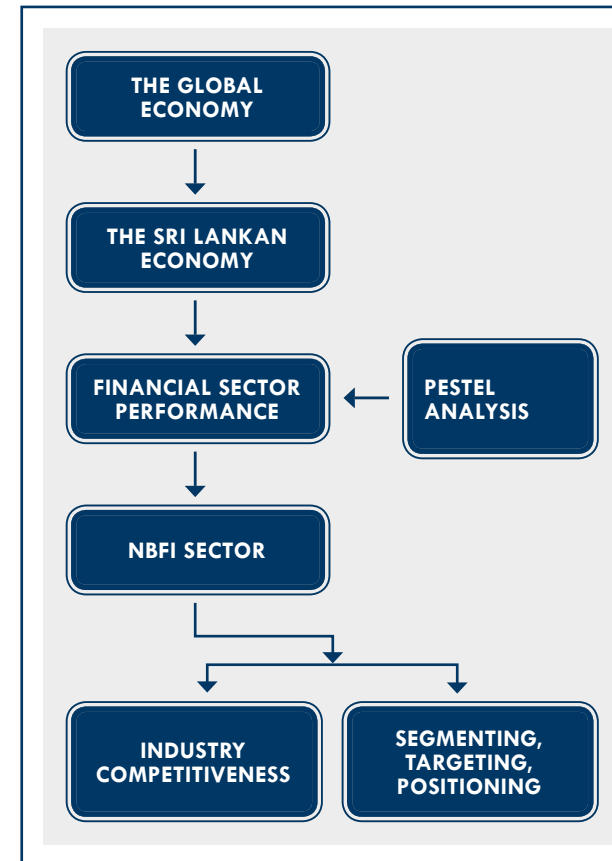 THE GLOBAL
ECONOMY
THE SRI LANKAN
ECONOMY
FINANCIAL SECTOR
PERFORMANCE
PESTEL
ANALYSIS
NBFI SECTOR
INDUSTRY
COMPETITIVENESS
SEGMENTING,
TARGETING,
POSITIONING